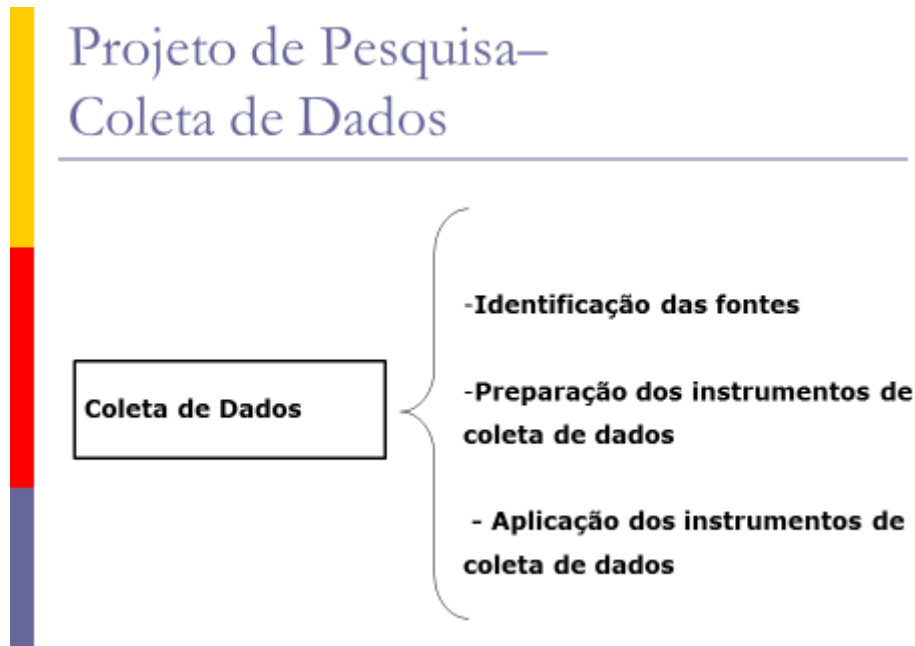 Projeto de Pesquisa–
Coleta de Dados
Coleta de Dados
-Identificação das fontes
-Preparação dos instrumentos de
coleta de dados
- Aplicação dos instrumentos de
coleta de dados